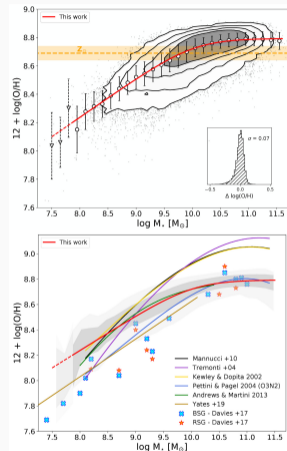 This work
Z⊙
9.0
8.8
8.6
8.4
8.2
8.0
7.8
7.6
12 + log(O/H)
σ = 0.07
−0.5 0.0 0.5
Δ log(O/H)
7.5 8.0 8.5 9.0 9.5 10.0 10.5 11.0 11.5
log M⋆ [M⊙]
This work
9.2
9.0
8.8
8.6
8.4
8.2
8.0
7.8
12 + log(O/H)
Mannucci +10
Tremonti +04
Kewley & Dopita 2002
Pettini & Pagel 2004 (O3N2)
Andrews & Martini 2013
Yates +19
BSG - Davies +17
RSG - Davies +17
7.5 8.0 8.5 9.0 9.5 10.0 10.5 11.0 11.5
log M⋆ [M⊙]